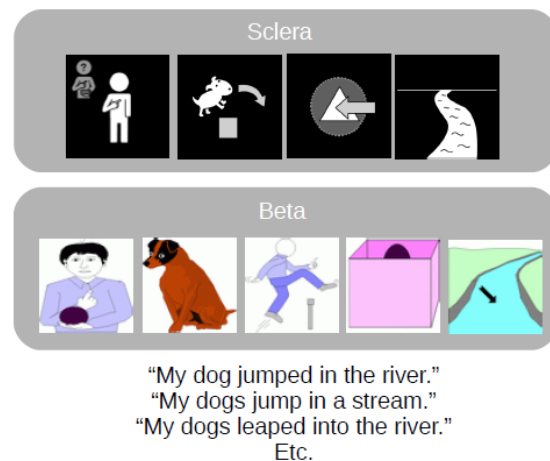 Sclera
?
Beta
“My dog jumped in the river.”
“My dogs jump in a stream.”
“My dogs leaped into the river.”
Etc.